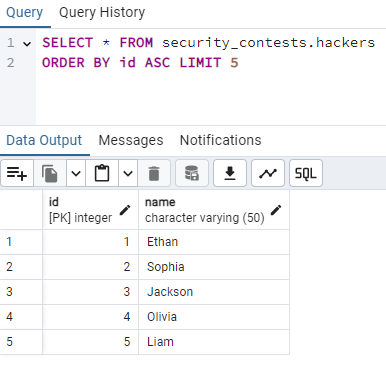 Query Query History
1 SELECT * FROM security_contests.hackers
2 ORDER BY id ASC LIMIT 5
Data Output Messages Notifications
SQL
id name
[PK] integer character varying (50)
1 1 Ethan
2 2 Sophia
3 3 Jackson
4 4 Olivia
5 5 Liam